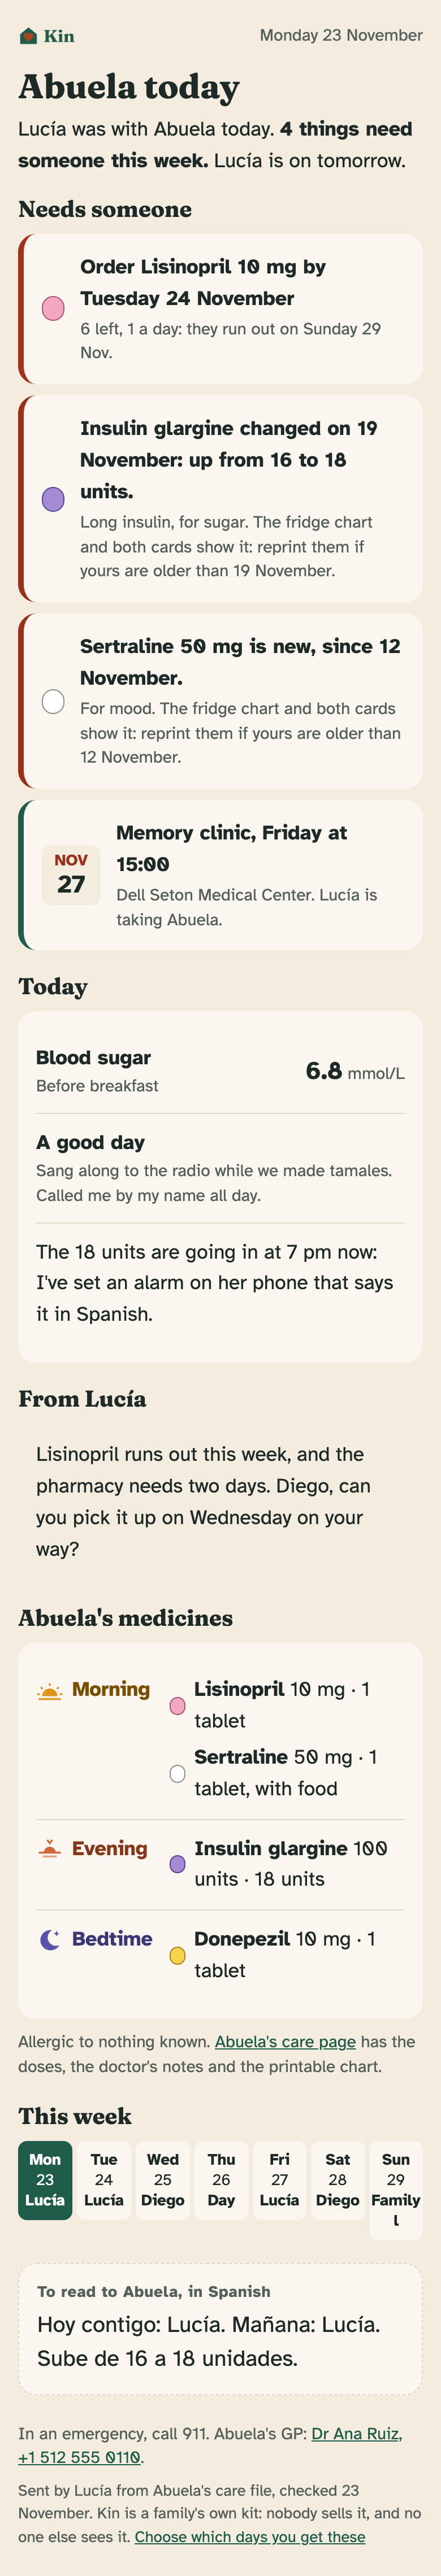 Kin
Monday 23 November
Abuela today
Lucía was with Abuela today. 4 things need
someone this week. Lucía is on tomorrow.
Needs someone
Order Lisinopril 10 mg by
Tuesday 24 November
6 left, 1 a day: they run out on Sunday 29
Nov.
Insulin glargine changed on 19
November: up from 16 to 18
units.
Long insulin, for sugar. The fridge chart
and both cards show it: reprint them if
yours are older than 19 November.
Sertraline 50 mg is new, since 12
November.
For mood. The fridge chart and both cards
show it: reprint them if yours are older than
12 November.
NOV
27
Memory clinic, Friday at
15:00
Dell Seton Medical Center. Lucía is
taking Abuela.
Today
Blood sugar
Before breakfast
6.8 mmol/L
A good day
Sang along to the radio while we made tamales.
Called me by my name all day.
The 18 units are going in at 7 pm now:
I've set an alarm on her phone that says
it in Spanish.
From Lucía
Lisinopril runs out this week, and the
pharmacy needs two days. Diego, can
you pick it up on Wednesday on your
way?
Abuela's medicines
Morning
Lisinopril 10 mg · 1
tablet
Sertraline 50 mg · 1
tablet, with food
Evening
Insulin glargine 100
units · 18 units
Bedtime
Donepezil 10 mg · 1
tablet
Allergic to nothing known. Abuela's care page has the
doses, the doctor's notes and the printable chart.
This week
Mon
23
Lucía
Tue
24
Lucía
Wed
25
Diego
Thu
26
Day
Fri
27
Lucía
Sat
28
Diego
Sun
29
Family
l
To read to Abuela, in Spanish
Hoy contigo: Lucía. Mañana: Lucía.
Sube de 16 a 18 unidades.
In an emergency, call 911. Abuela's GP: Dr Ana Ruiz,
+1 512 555 0110.
Sent by Lucía from Abuela's care file, checked 23
November. Kin is a family's own kit: nobody sells it, and no
one else sees it. Choose which days you get these